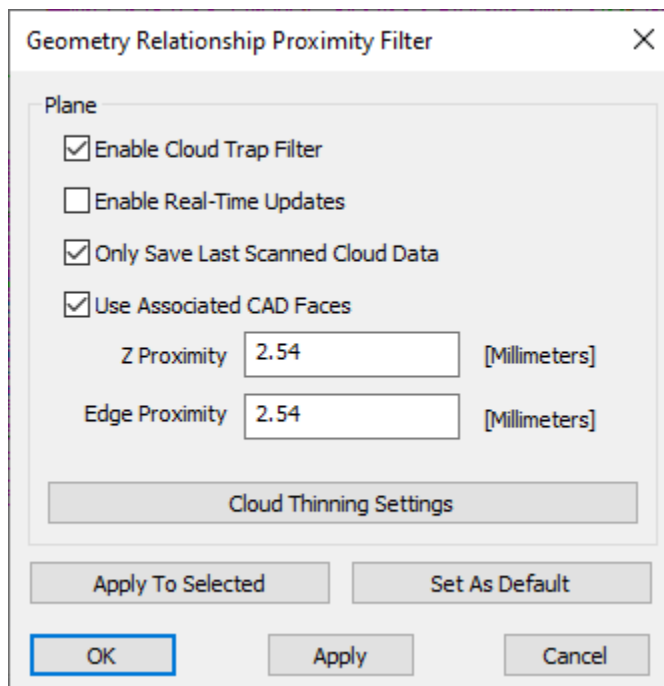 Geometry Relationship Proximity Filter
Plane
Enable Cloud Trap Filter
Enable Real-Time Updates
Only Save Last Scanned Cloud Data
Use Associated CAD Faces
Z Proximity 2.54 [Millimeters]
Edge Proximity 2.54 [Millimeters]
Cloud Thinning Settings
Apply To Selected Set As Default
OK Apply Cancel